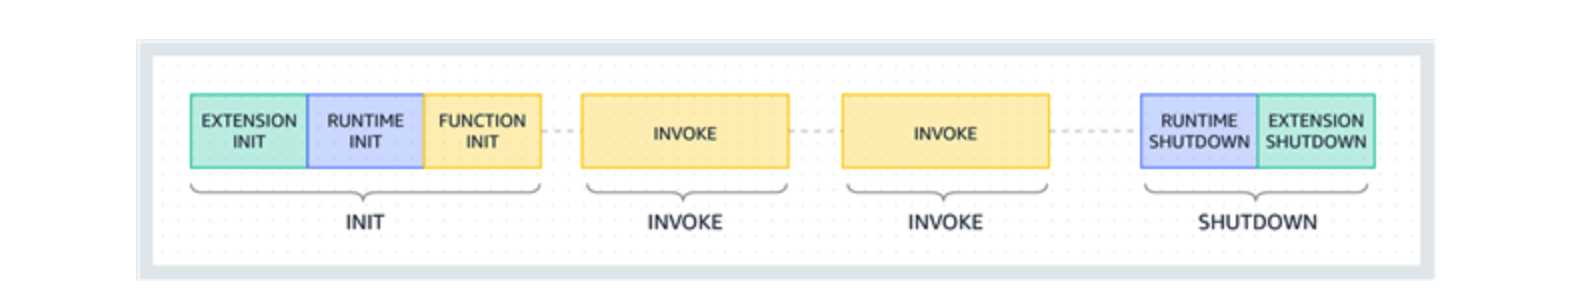 EXTENSION
INIT
RUNTIME
INIT
FUNCTION
INIT
INVOKE
INVOKE
RUNTIME
SHUTDOWN
EXTENSION
SHUTDOWN
INIT
INVOKE
INVOKE
SHUTDOWN